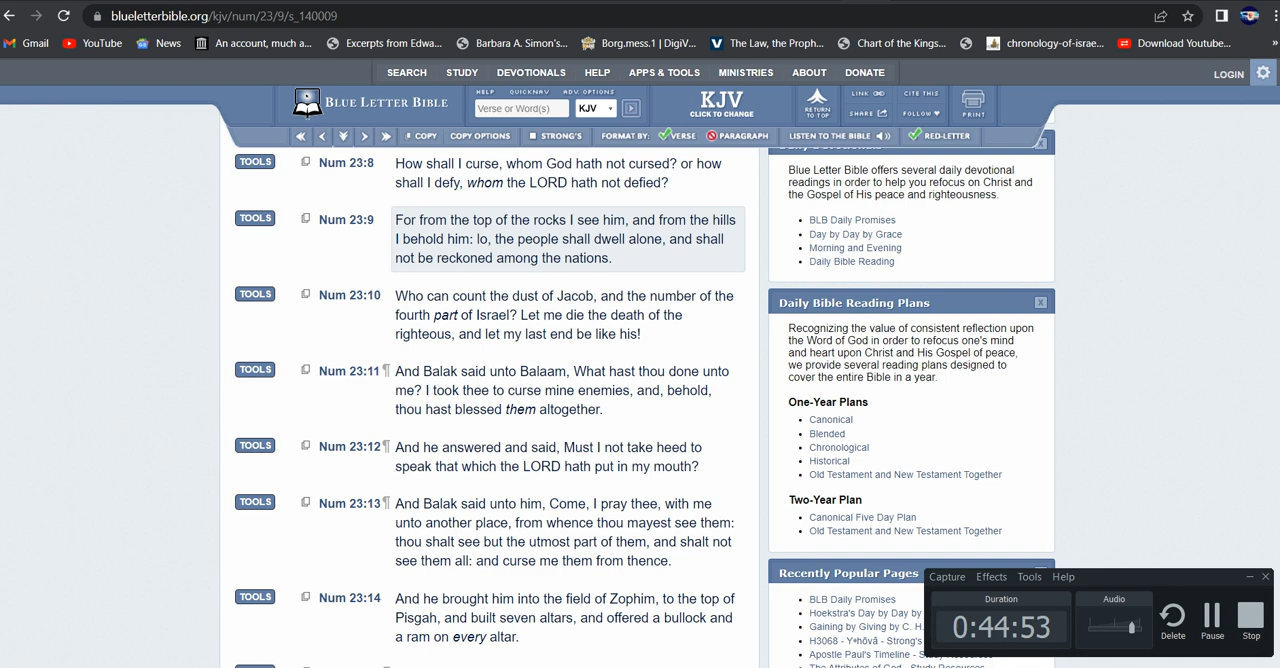 blueletterbible.org/kjv/num/23/9/s_140009
Gmail YouTube News An account, much a... Excerpts from Edwa... Barbara A. Simon's... Borg.mess.1 | DigiV... The Law, the Proph... Chart of the Kings... chronology-of-israe... Download Youtube... »
SEARCH STUDY DEVOTIONALS HELP APPS & TOOLS MINISTRIES ABOUT DONATE LOGIN
BLUE LETTER BIBLE
HELP QUICKNAV ADV OPTIONS
Verse or Word(s) KJV
KJV
CLICK TO CHANGE
RETURN
TO TOP
LINK CITE THIS
SHARE FOLLOW
PRINT
COPY COPY OPTIONS STRONG'S FORMAT BY: VERSE PARAGRAPH LISTEN TO THE BIBLE RED-LETTER
TOOLS Num 23:8 How shall I curse, whom God hath not cursed? or how
shall I defy, whom the LORD hath not defied?
TOOLS Num 23:9 For from the top of the rocks I see him, and from the hills
I behold him: lo, the people shall dwell alone, and shall
not be reckoned among the nations.
TOOLS Num 23:10 Who can count the dust of Jacob, and the number of the
fourth part of Israel? Let me die the death of the
righteous, and let my last end be like his!
TOOLS Num 23:11 ¶ And Balak said unto Balaam, What hast thou done unto
me? I took thee to curse mine enemies, and, behold,
thou hast blessed them altogether.
TOOLS Num 23:12 ¶ And he answered and said, Must I not take heed to
speak that which the LORD hath put in my mouth?
TOOLS Num 23:13 ¶ And Balak said unto him, Come, I pray thee, with me
unto another place, from whence thou mayest see them:
thou shalt see but the utmost part of them, and shalt not
see them all: and curse me them from thence.
TOOLS Num 23:14 And he brought him into the field of Zophim, to the top of
Pisgah, and built seven altars, and offered a bullock and
a ram on every altar.
Blue Letter Bible offers several daily devotional
readings in order to help you refocus on Christ and
the Gospel of His peace and righteousness.
BLB Daily Promises
Day by Day by Grace
Morning and Evening
Daily Bible Reading
Daily Bible Reading Plans
Recognizing the value of consistent reflection upon
the Word of God in order to refocus one's mind
and heart upon Christ and His Gospel of peace,
we provide several reading plans designed to
cover the entire Bible in a year.
One-Year Plans
Canonical
Blended
Chronological
Historical
Old Testament and New Testament Together
Two-Year Plan
Canonical Five Day Plan
Old Testament and New Testament Together
Recently Popular Pages
BLB Daily Promises
Hoekstra's Day by Day by
Gaining by Giving by C. H.
H3068 - Yᵊhōvâ - Strong's
Apostle Paul's Timeline - Study Resources
The Attributes of God - Study Resources
Capture Effects Tools Help
Duration Audio
0:44:53
Delete Pause Stop